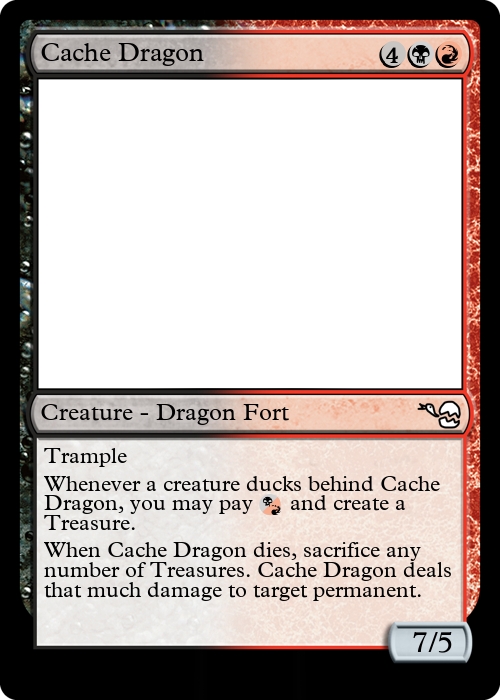 Cache Dragon 4
Creature - Dragon Fort
Trample
Whenever a creature ducks behind Cache
Dragon, you may pay and create a
Treasure.
When Cache Dragon dies, sacrifice any
number of Treasures. Cache Dragon deals
that much damage to target permanent.
7/5